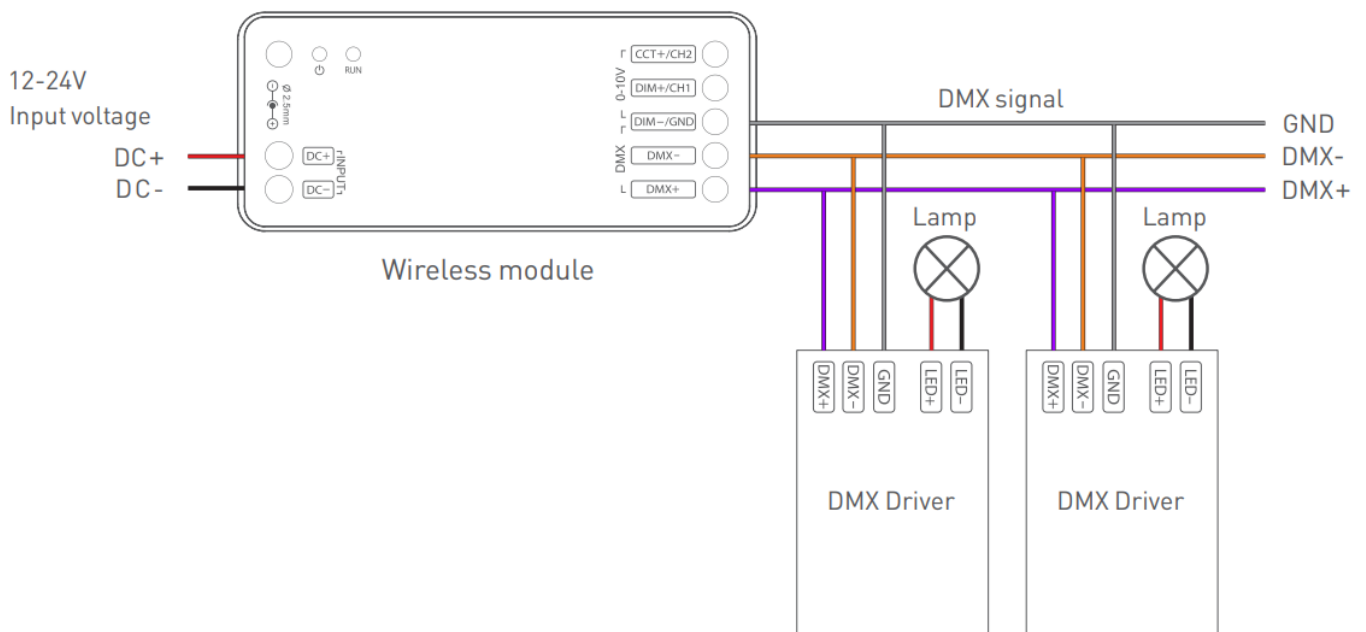 12-24V
Input voltage
DC+
DC-
RUN
Ø 2.5mm
DC+
DC−
INPUT
CCT+/CH2
DIM+/CH1
DIM−/GND
DMX−
DMX+
0-10V
DMX
Wireless module
DMX signal
GND
DMX-
DMX+
Lamp
Lamp
DMX+
DMX−
GND
LED+
LED−
DMX Driver
DMX+
DMX−
GND
LED+
LED−
DMX Driver